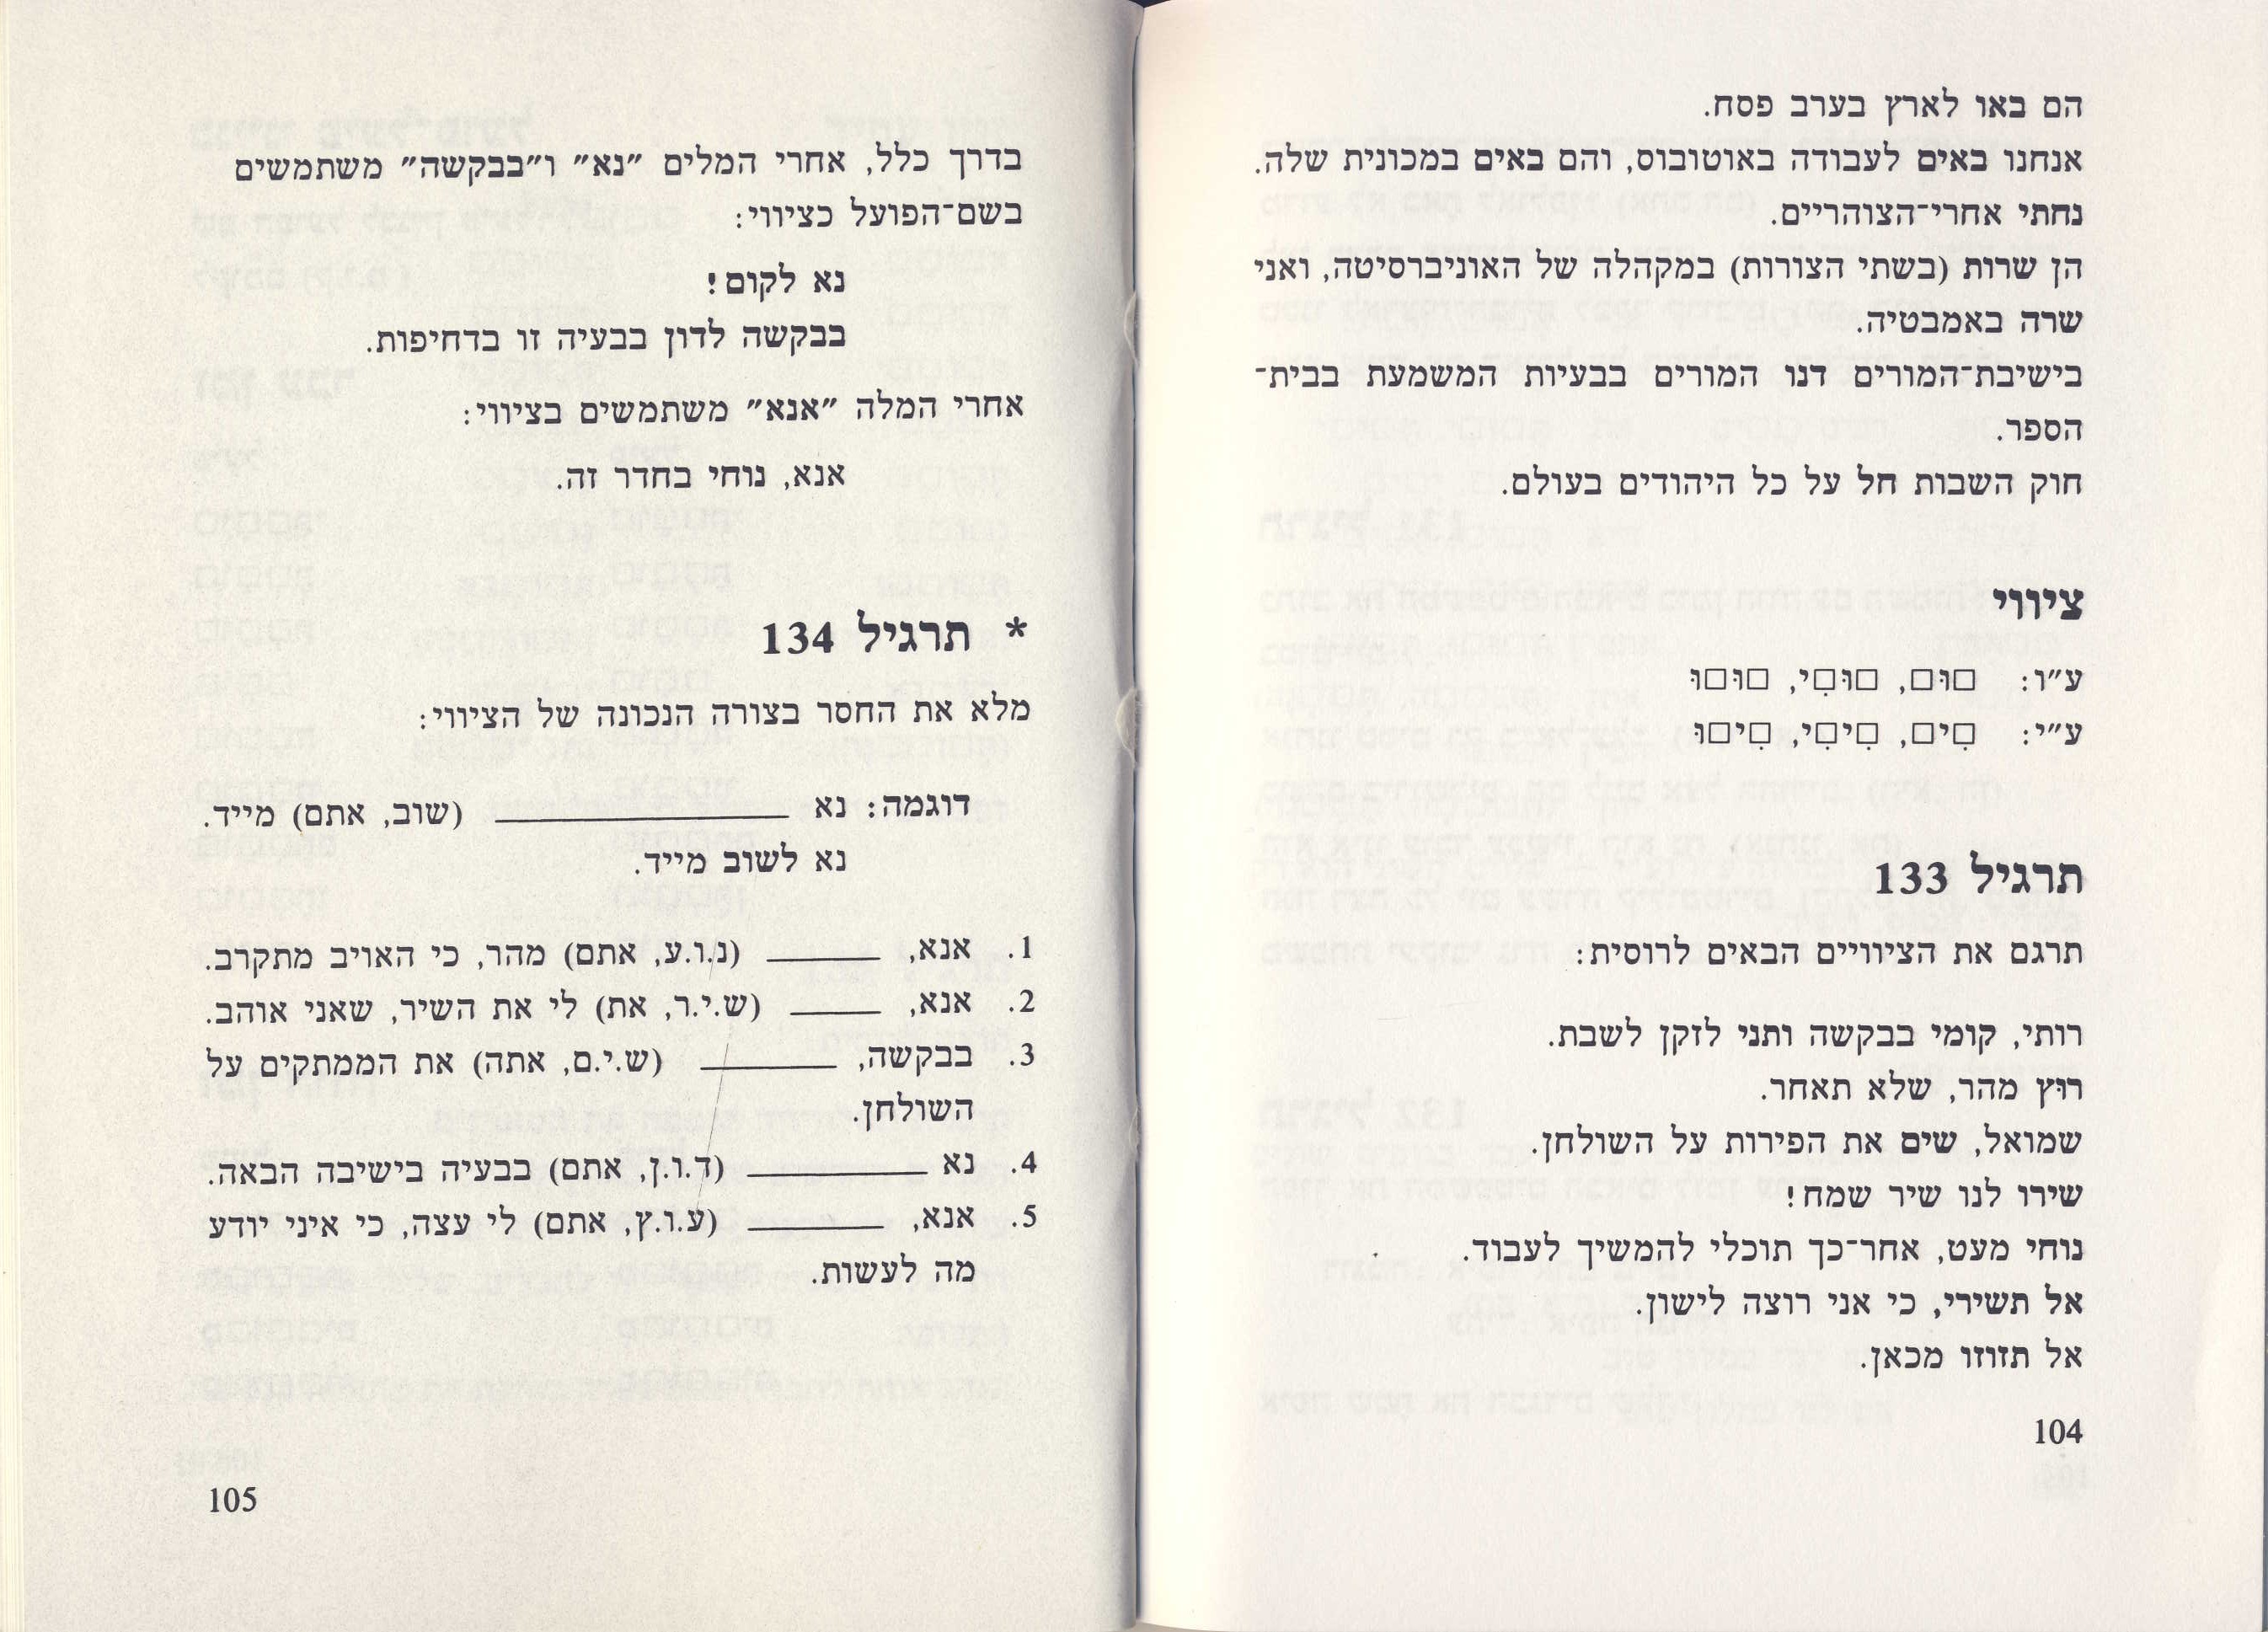 הם באו לארץ בערב פסח.
אנחנו באים לעבודה באוטובוס, והם באים במכונית שלה.
נחתי אחרי־הצוהריים.
הן שרות (בשתי הצורות) במקהלה של האוניברסיטה, ואני
שרה באמבטיה.
בישיבת־המורים דנו המורים בבעיות המשמעת בבית־
הספר.
חוק השבות חל על כל היהודים בעולם.
ציווי
ע״ו: □וּ□, □וּ□ִי, □וּ□וּ
ע״י: □ִי□, □ִי□ִי, □ִי□וּ
תרגיל 133
תרגם את הציוויים הבאים לרוסית:
רותי, קומי בבקשה ותני לזקן לשבת.
רוּץ מהר, שלא תאחר.
שמואל, שים את הפירות על השולחן.
שירו לנו שיר שמח!
נוחי מעט, אחר־כך תוכלי להמשיך לעבוד.
אל תשירי, כי אני רוצה לישון.
אל תזוזו מכאן.
104
בדרך כלל, אחרי המלים ״נא״ ו״בבקשה״ משתמשים
בשם־הפועל כציווי:
נא לקום!
בבקשה לדון בבעיה זו בדחיפות.
אחרי המלה ״אנא״ משתמשים בציווי:
אנא, נוחי בחדר זה.
* תרגיל 134
מלא את החסר בצורה הנכונה של הציווי:
דוגמה: נא ________ (שוב, אתם) מייד.
נא לשוב מייד.
1. אנא, ____ (נ.ו.ע, אתם) מהר, כי האויב מתקרב.
2. אנא, ____ (ש.י.ר, את) לי את השיר, שאני אוהב.
3. בבקשה, ____ (ש.י.ם, אתה) את הממתקים על
השולחן.
4. נא ______ (ד.ו.ן, אתם) בבעיה בישיבה הבאה.
5. אנא, ____ (ע.ו.ץ, אתם) לי עצה, כי איני יודע
מה לעשות.
105